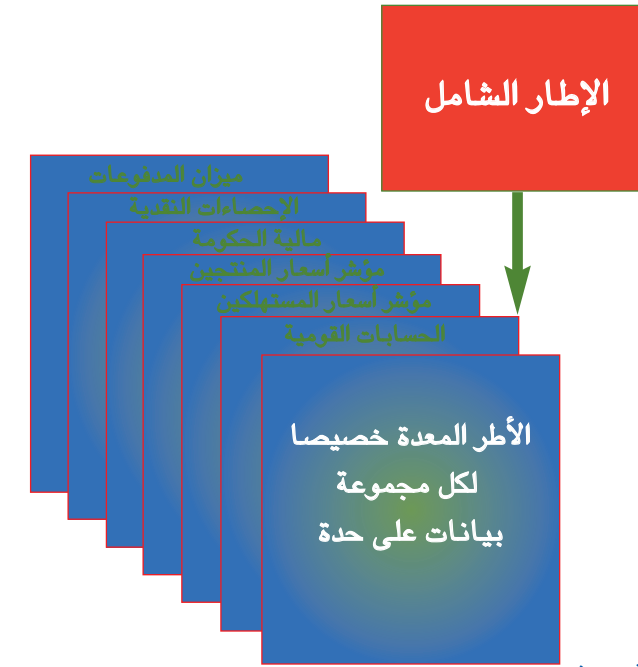 الإطار الشامل
ميزان المدفوعات
الإحصاءات النقدية
مالية الحكومة
مؤشر أسعار المنتجين
مؤشر أسعار المستهلكين
الحسابات القومية
الأطر المعدة خصيصا
لكل مجموعة
بيانات على حدة